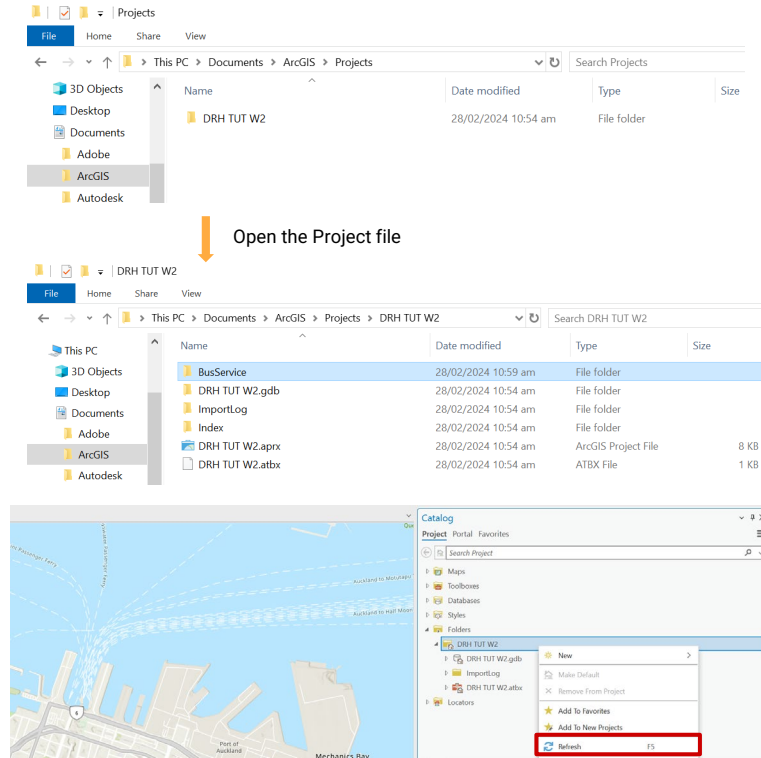 Projects
File Home Share View
This PC > Documents > ArcGIS > Projects Search Projects
3D Objects Name Date modified Type Size
Desktop DRH TUT W2 28/02/2024 10:54 am File folder
Documents
Adobe
ArcGIS
Autodesk
Open the Project file
DRH TUT W2
File Home Share View
This PC > Documents > ArcGIS > Projects > DRH TUT W2 Search DRH TUT W2
This PC Name Date modified Type Size
3D Objects BusService 28/02/2024 10:59 am File folder
Desktop DRH TUT W2.gdb 28/02/2024 10:54 am File folder
Documents ImportLog 28/02/2024 10:54 am File folder
Adobe Index 28/02/2024 10:54 am File folder
ArcGIS DRH TUT W2.aprx 28/02/2024 10:54 am ArcGIS Project File 8 KB
Autodesk DRH TUT W2.atbx 28/02/2024 10:54 am ATBX File 1 KB
Catalog
Project Portal Favorites
Search Project
Maps
Toolboxes
Databases
Styles
Folders
DRH TUT W2
DRH TUT W2.gdb
ImportLog
DRH TUT W2.atbx
Locators
New >
Make Default
Remove From Project
Add To Favorites
Add To New Projects
Refresh F5
Passenger Ferry
Passenger Ferry
Auckland to Motutapu
Auckland to Half Moon
6
Port of
Auckland
Mechanics Bay